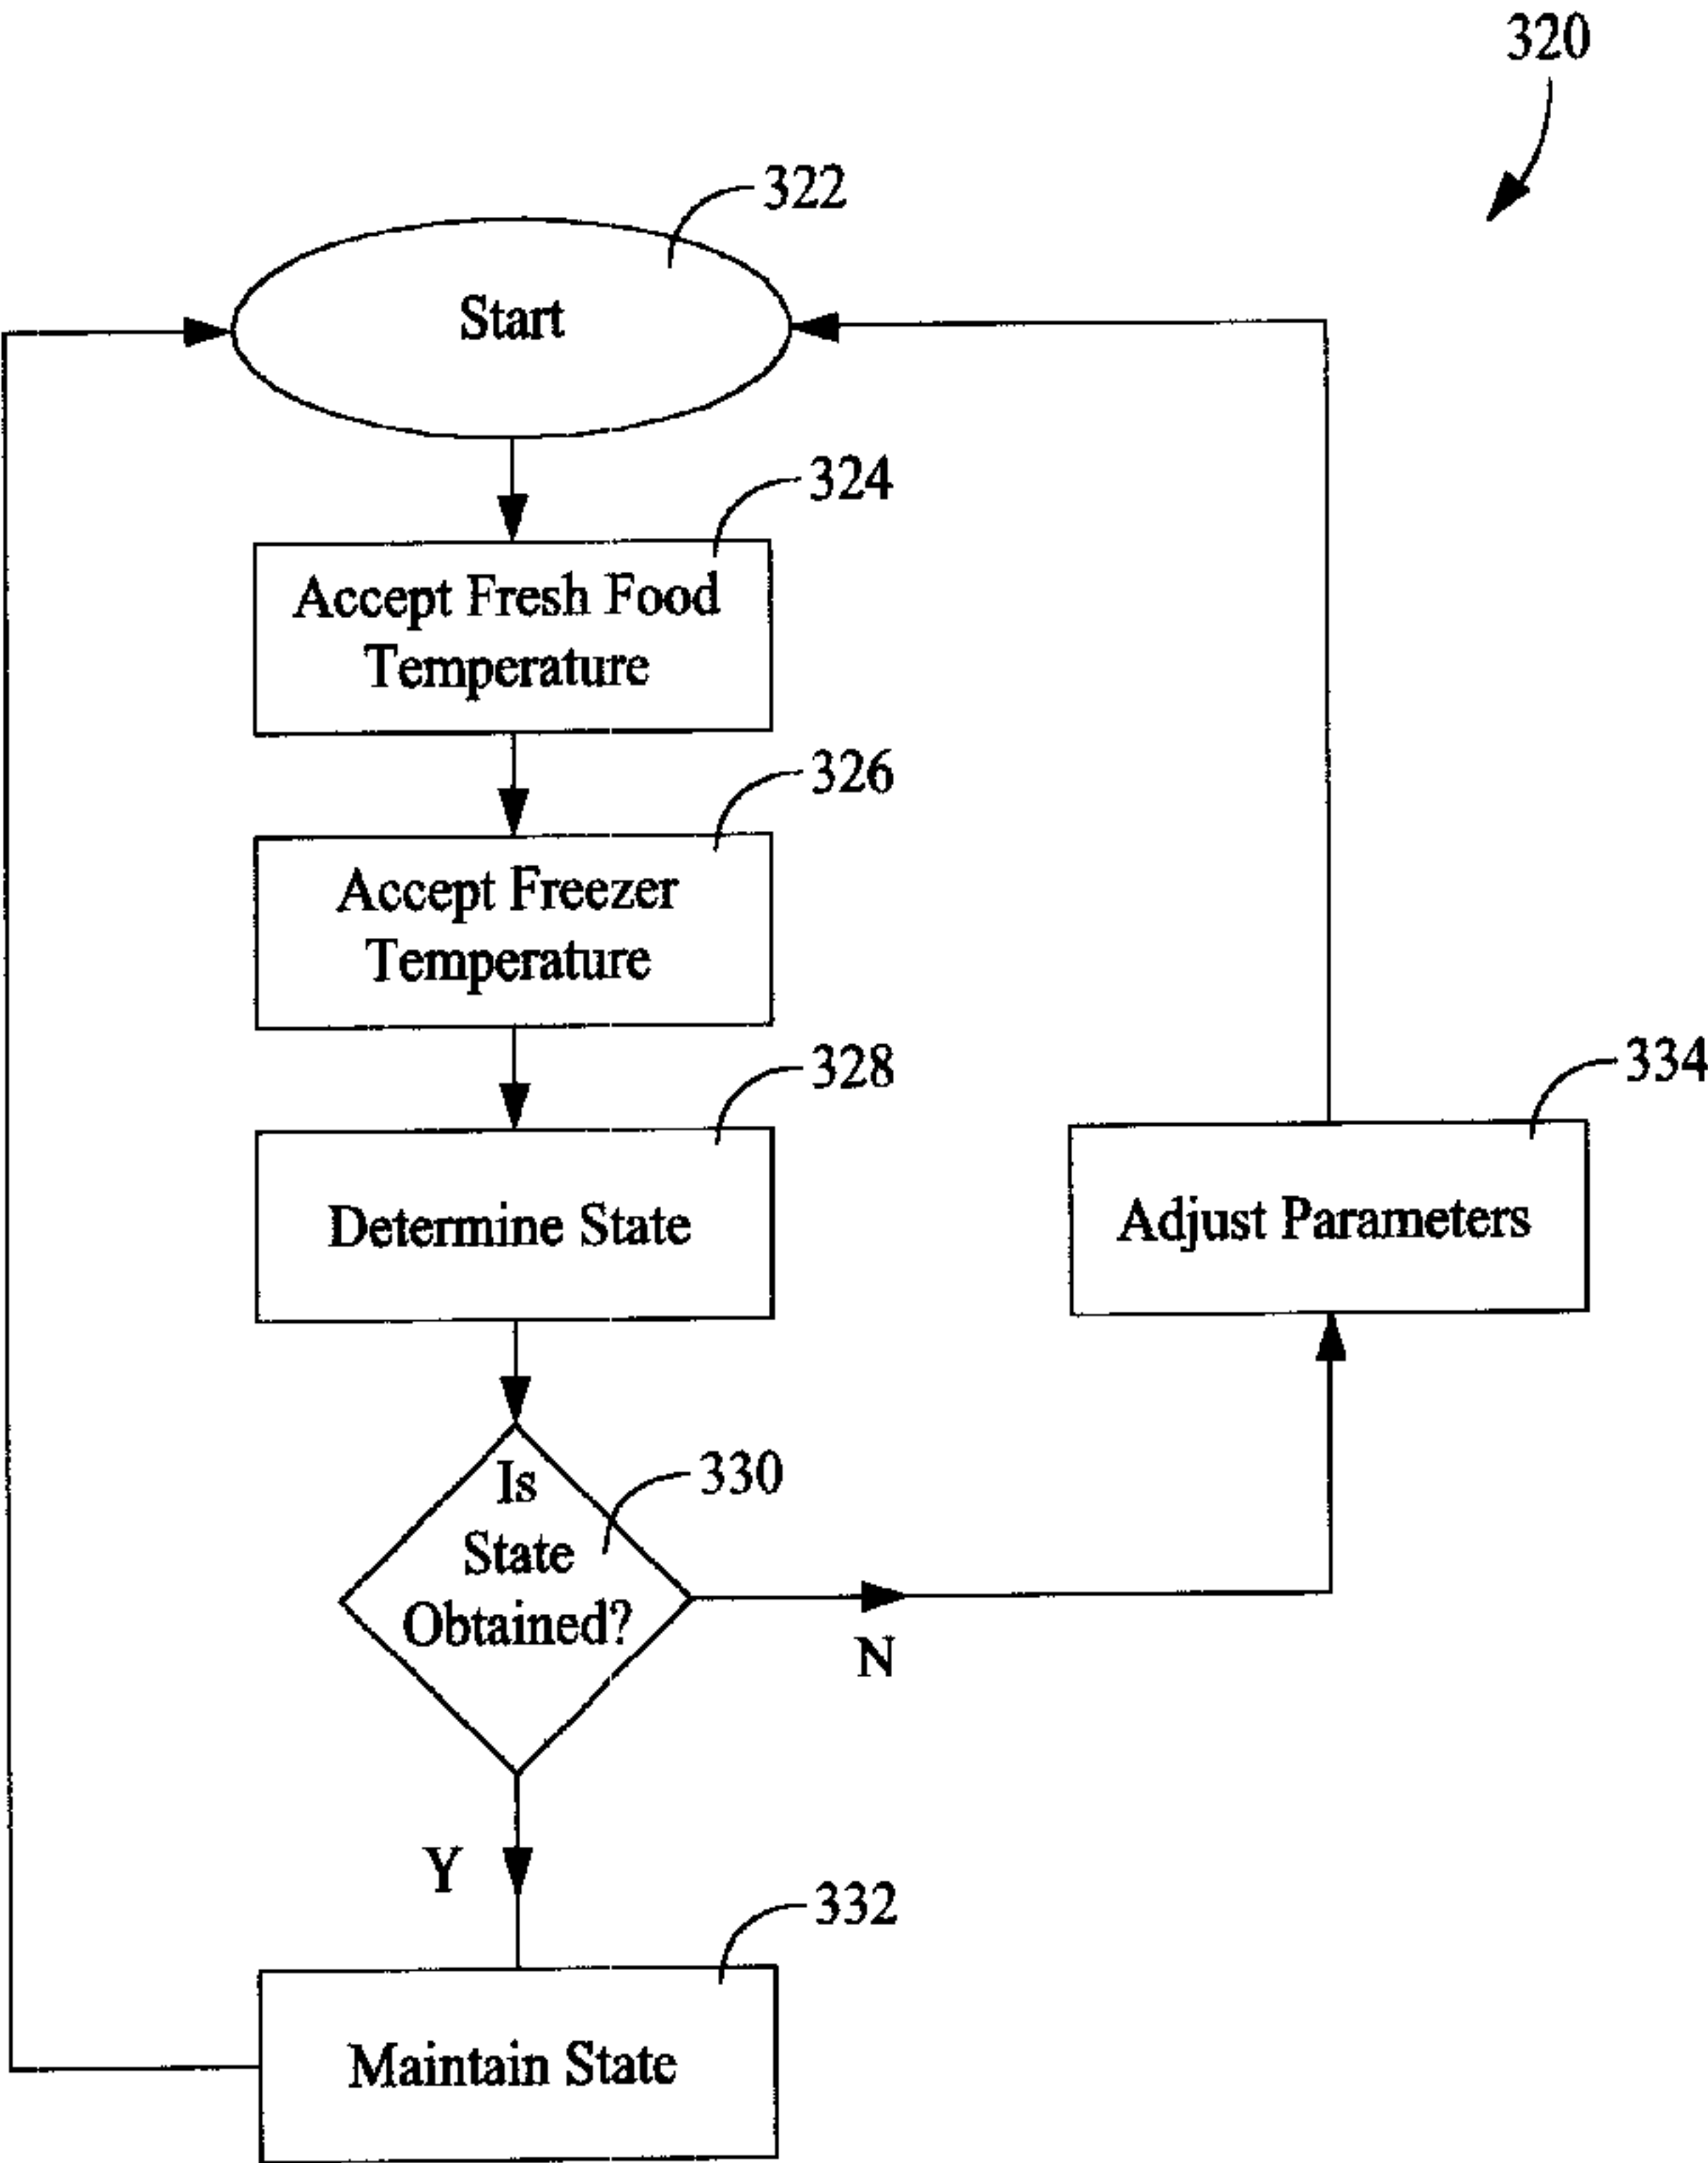 320
322
Start
324
Accept Fresh Food
Temperature
326
Accept Freezer
Temperature
328
Determine State
334
Adjust Parameters
330
Is
State
Obtained?
N
Y
332
Maintain State